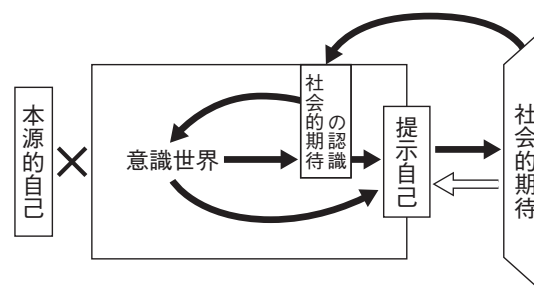 本源的自己
意識世界
社会的期待
の認識
提示自己
社会的期待